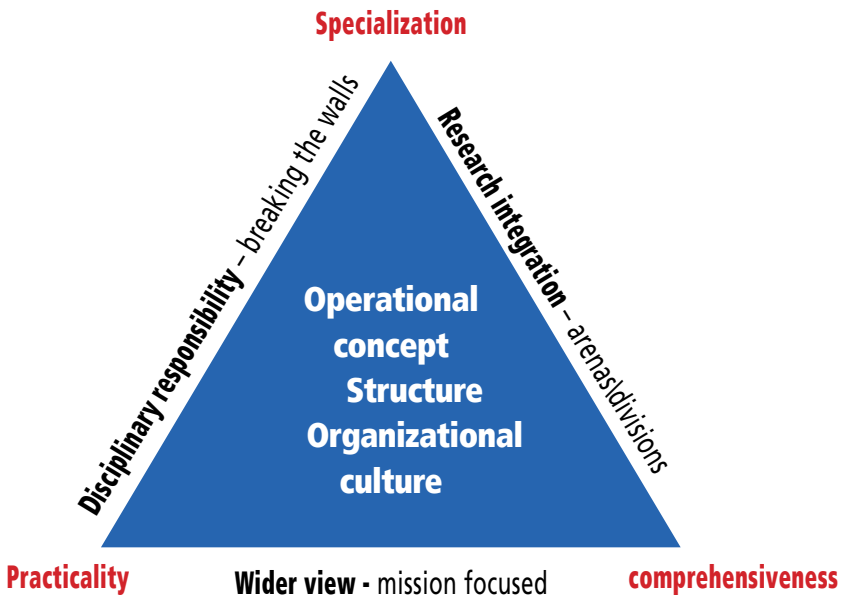 Specialization
Disciplinary responsibility – breaking the walls
Research integration – arenas\divisions
Operational
concept
Structure
Organizational
culture
Practicality
Wider view - mission focused
comprehensiveness